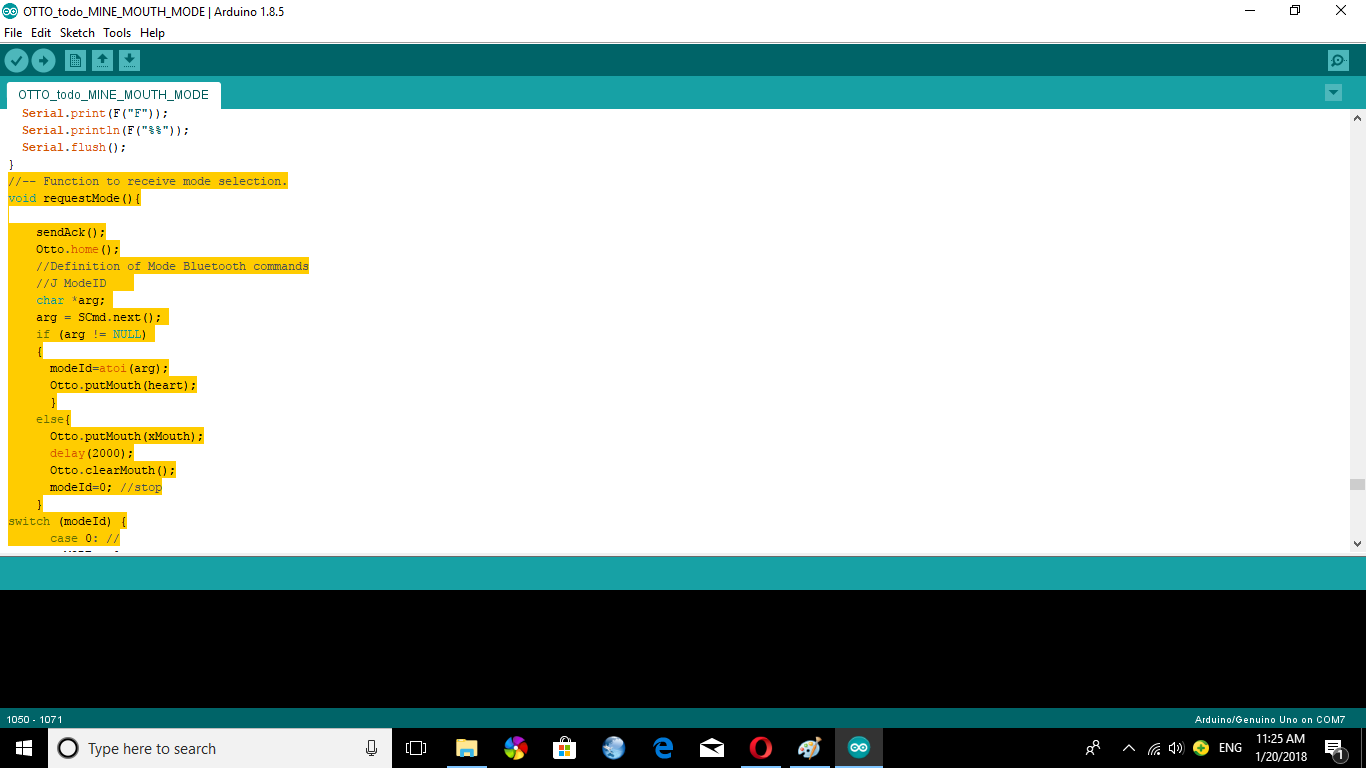 OTTO_todo_MINE_MOUTH_MODE | Arduino 1.8.5
File Edit Sketch Tools Help
OTTO_todo_MINE_MOUTH_MODE
Serial.print(F("F"));
Serial.println(F("%%"));
Serial.flush();
}
//-- Function to receive mode selection.
void requestMode(){
sendAck();
Otto.home();
//Definition of Mode Bluetooth commands
//J ModeID
char *arg;
arg = SCmd.next();
if (arg != NULL)
{
modeId=atoi(arg);
Otto.putMouth(heart);
}
else{
Otto.putMouth(xMouth);
delay(2000);
Otto.clearMouth();
modeId=0; //stop
}
switch (modeId) {
case 0: //
1050 - 1071
Arduino/Genuino Uno on COM7
Type here to search
ENG
11:25 AM
1/20/2018
1